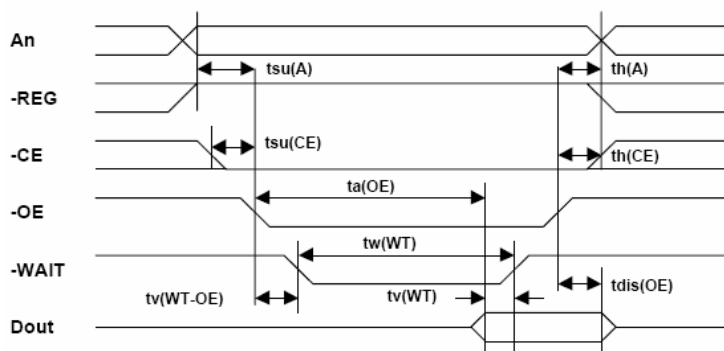 An
tsu(A)
th(A)
-REG
tsu(CE)
-CE
th(CE)
ta(OE)
-OE
tw(WT)
-WAIT
tdis(OE)
tv(WT-OE)
tv(WT)
Dout